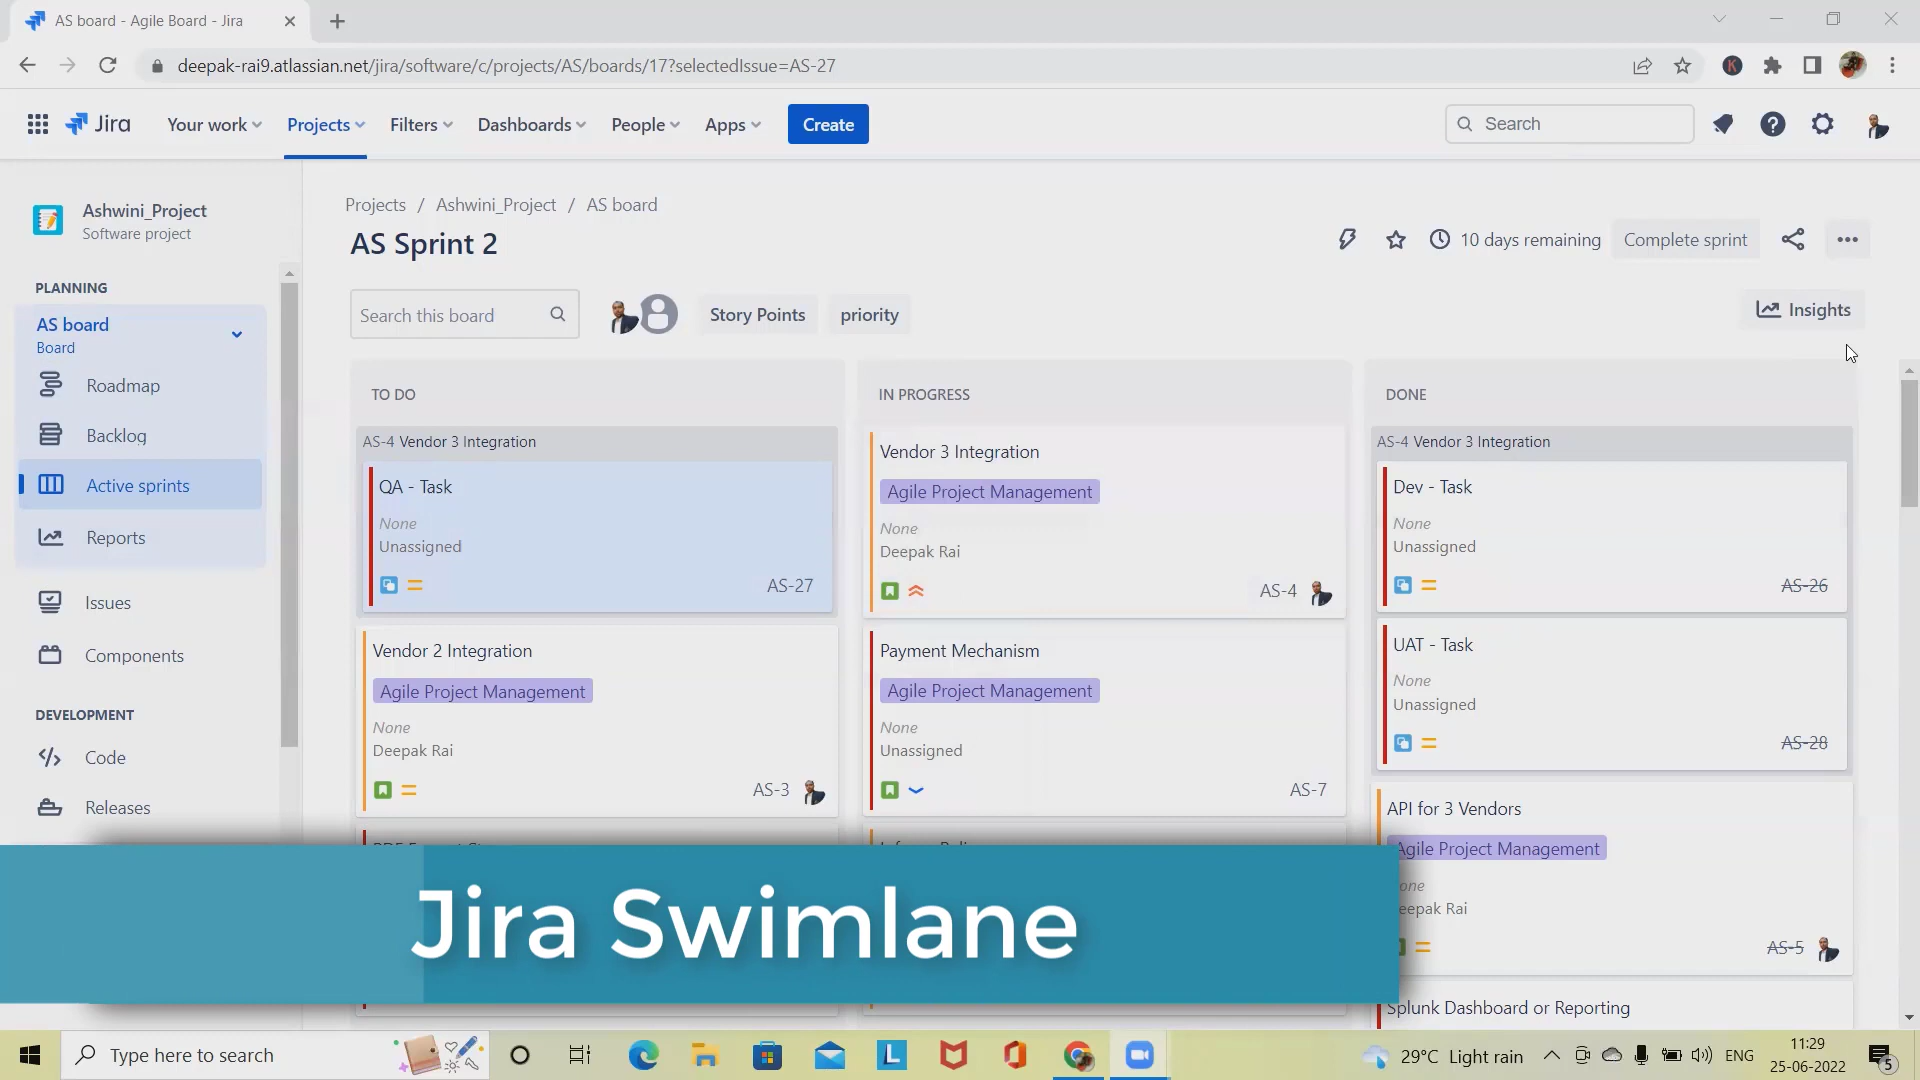 AS board - Agile Board - Jira
deepak-rai9.atlassian.net/jira/software/c/projects/AS/boards/17?selectedIssue=AS-27
Jira
Your work
Projects
Filters
Dashboards
People
Apps
Create
Search
Ashwini_Project
Software project
PLANNING
AS board
Board
Roadmap
Backlog
Active sprints
Reports
Issues
Components
DEVELOPMENT
Code
Releases
Projects / Ashwini_Project / AS board
AS Sprint 2
10 days remaining
Complete sprint
Search this board
Story Points
priority
Insights
TO DO
AS-4 Vendor 3 Integration
QA - Task
None
Unassigned
AS-27
Vendor 2 Integration
Agile Project Management
None
Deepak Rai
AS-3
IN PROGRESS
Vendor 3 Integration
Agile Project Management
None
Deepak Rai
AS-4
Payment Mechanism
Agile Project Management
None
Unassigned
AS-7
DONE
AS-4 Vendor 3 Integration
Dev - Task
None
Unassigned
AS-26
UAT - Task
None
Unassigned
AS-28
API for 3 Vendors
Agile Project Management
one
eepak Rai
AS-5
Splunk Dashboard or Reporting
Jira Swimlane
Type here to search
29°C Light rain
ENG
11:29
25-06-2022
5